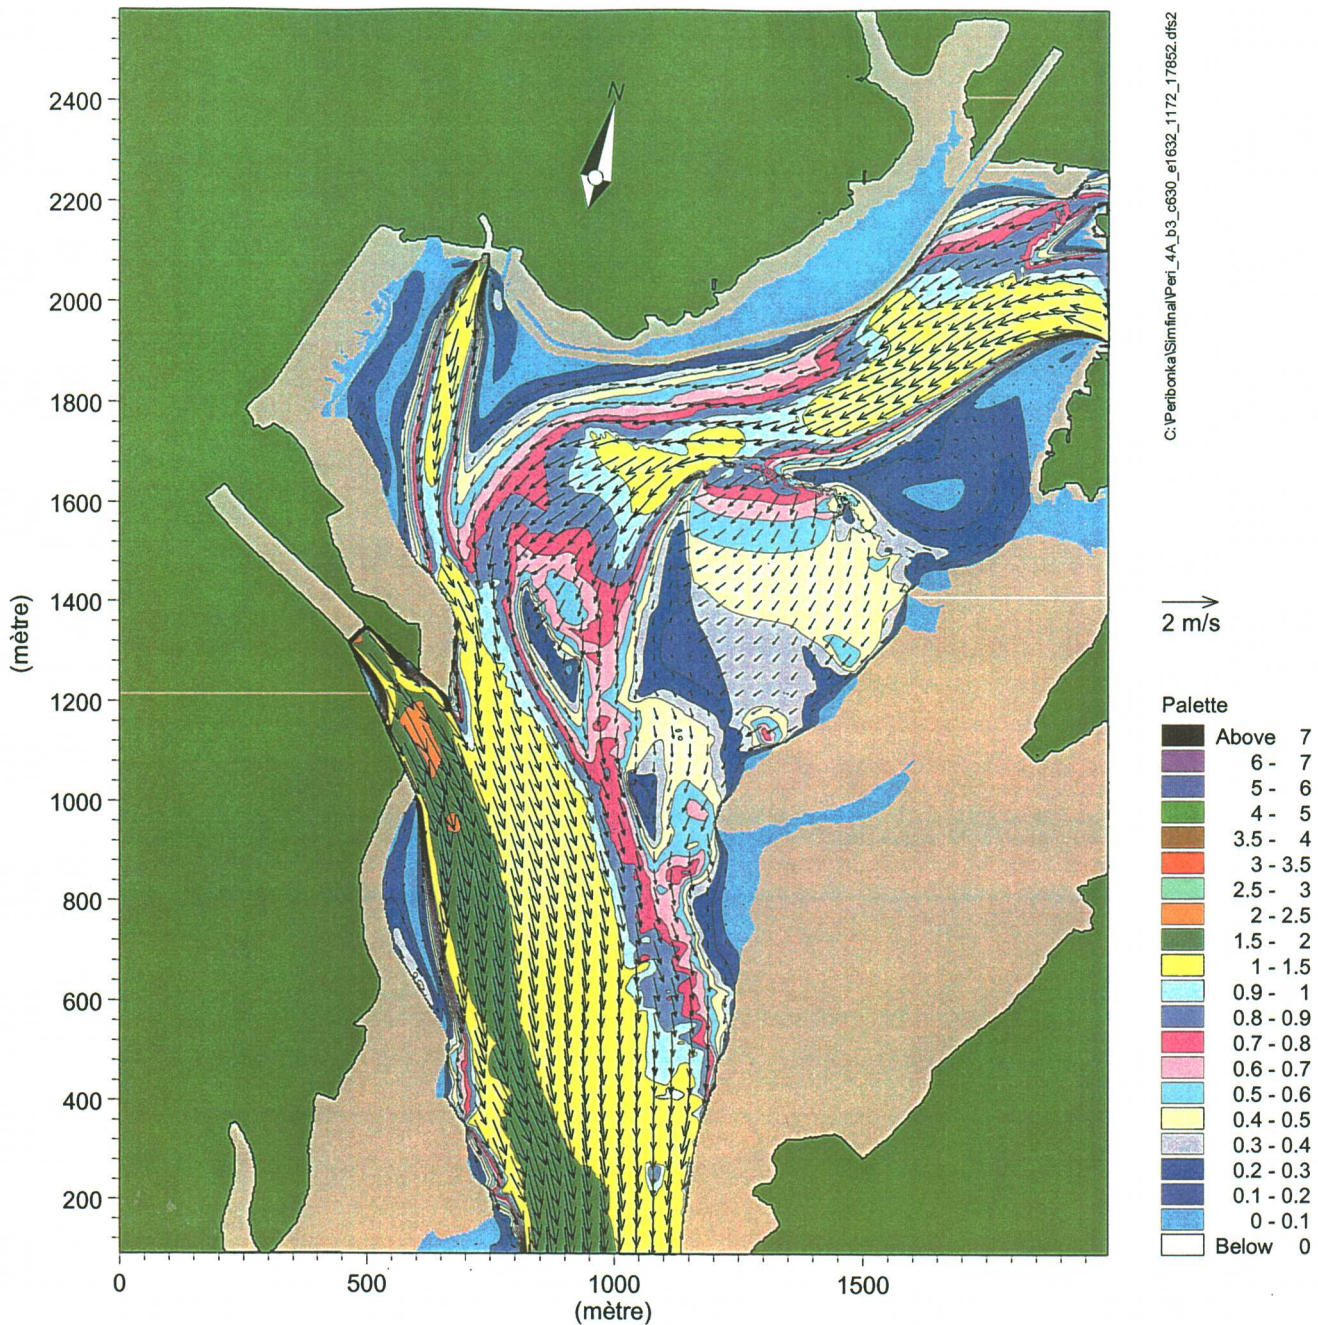 N
2400
2200
2000
1800
1600
1400
1200
1000
800
600
400
200
(mètre)
0
500
1000
1500
(mètre)
C:\Peribonka\Simfinal\Peri_4A_b3_c630_e1632_1172_17852.dfs2
2 m/s
Palette
Above 7
6 - 7
5 - 6
4 - 5
3.5 - 4
3 - 3.5
2.5 - 3
2 - 2.5
1.5 - 2
1 - 1.5
0.9 - 1
0.8 - 0.9
0.7 - 0.8
0.6 - 0.7
0.5 - 0.6
0.4 - 0.5
0.3 - 0.4
0.2 - 0.3
0.1 - 0.2
0 - 0.1
Below 0